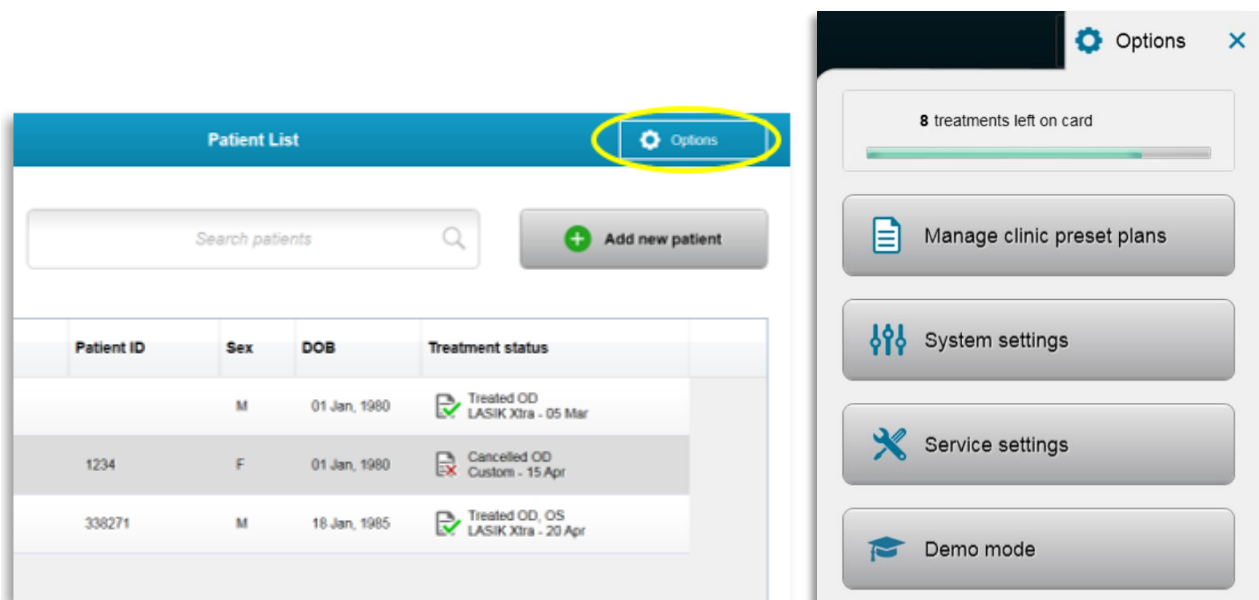 Patient List
Options
Search patients
Add new patient
Patient ID Sex DOB Treatment status
M 01 Jan, 1980 Treated OD
LASIK Xtra - 05 Mar
1234 F 01 Jan, 1980 Cancelled OD
Custom - 15 Apr
338271 M 18 Jan, 1985 Treated OD, OS
LASIK Xtra - 20 Apr
Options
8 treatments left on card
Manage clinic preset plans
System settings
Service settings
Demo mode